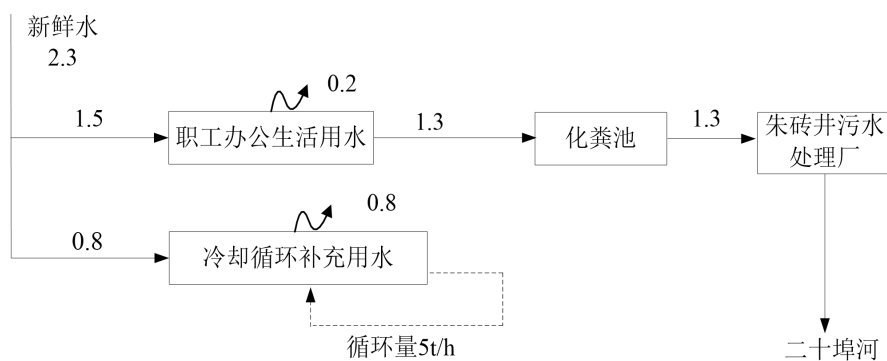 新鲜水
2.3
0.2
1.5
职工办公生活用水
1.3
化粪池
1.3
朱砖井污水
处理厂
0.8
0.8
冷却循环补充用水
循环量5t/h
二十埠河